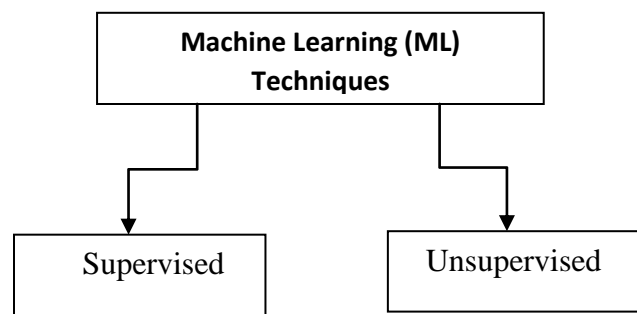 Machine Learning (ML)
Techniques
Supervised
Unsupervised